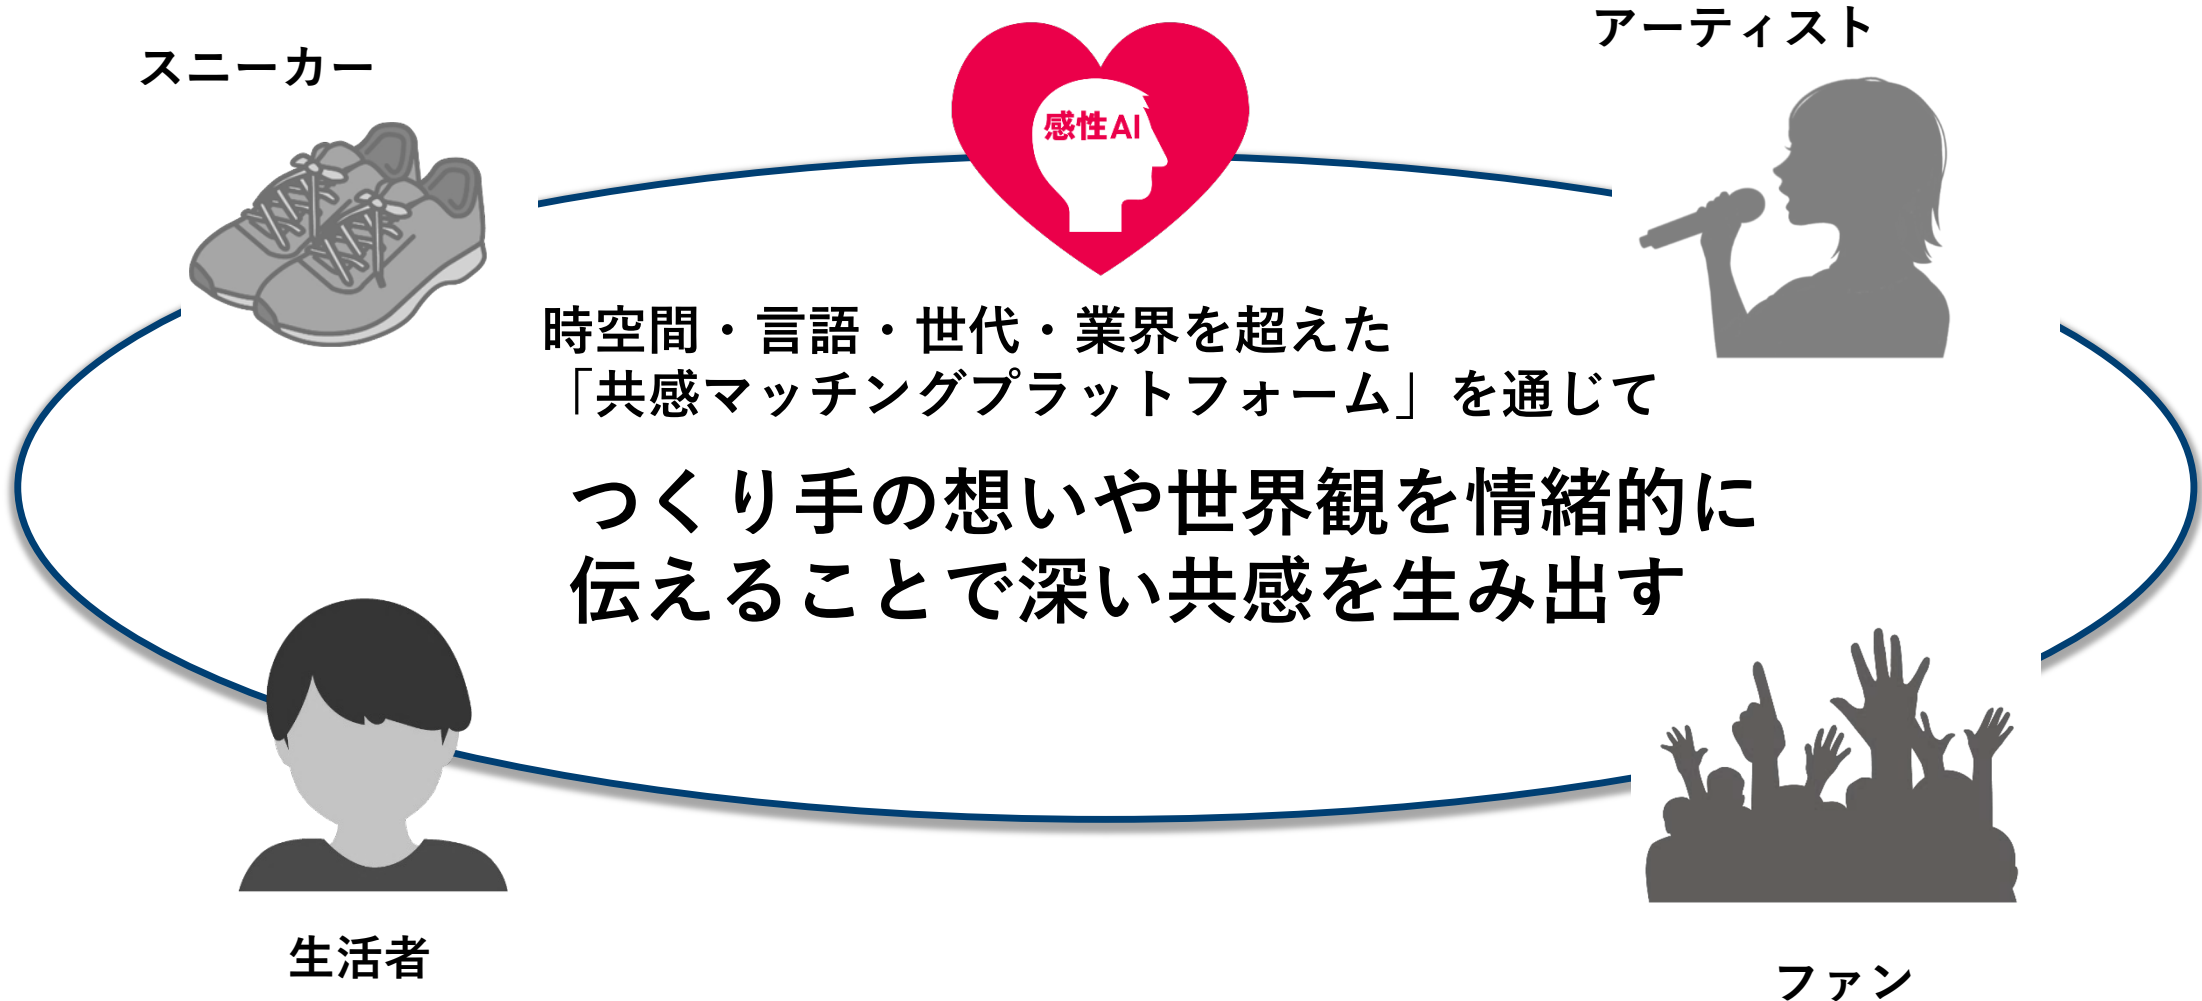 スニーカー
アーティスト
感性AI
時空間・言語・世代・業界を超えた
「共感マッチングプラットフォーム」を通じて
つくり手の想いや世界観を情緒的に
伝えることで深い共感を生み出す
生活者
ファン